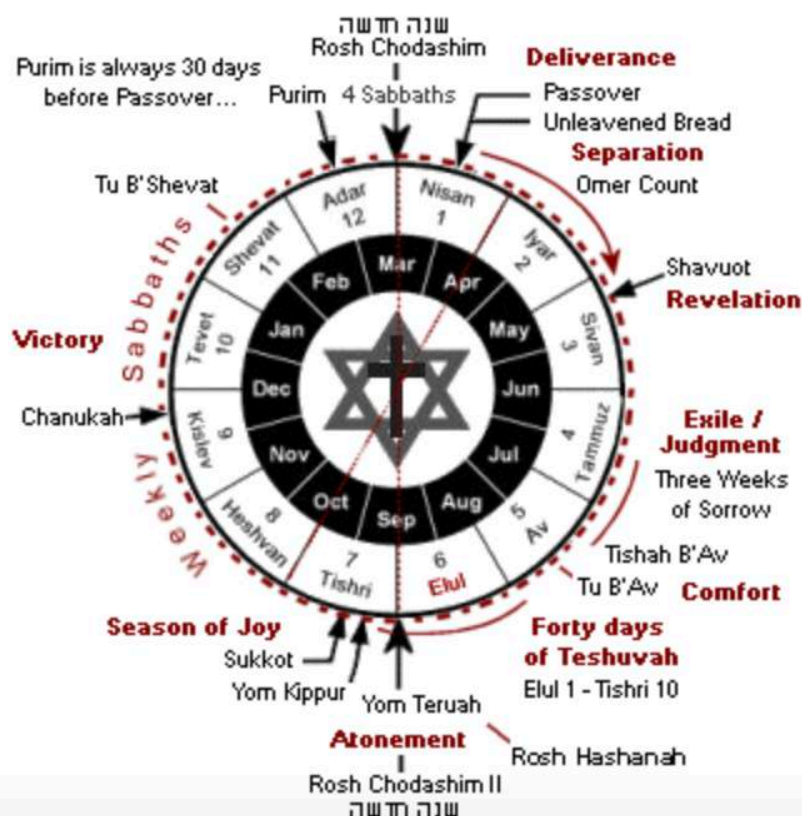 שנה חדשה
Rosh Chodashim
Deliverance
Purim is always 30 days
before Passover...
Purim
4 Sabbaths
Passover
Unleavened Bread
Separation
Omer Count
Tu B'Shevat
Shavuot
Revelation
Sabbaths
Weekly
Victory
Chanukah
Exile /
Judgment
Three Weeks
of Sorrow
Tishah B'Av
Tu B'Av
Comfort
Forty days
of Teshuvah
Elul 1 - Tishri 10
Season of Joy
Sukkot
Yom Kippur
Yom Teruah
Atonement
Rosh Hashanah
Rosh Chodashim II
שנה חדשה
Nisan
1
Iyar
2
Sivan
3
Tammuz
4
Av
5
Elul
6
Tishri
7
Heshvan
8
Kislev
9
Tevet
10
Shevat
11
Adar
12
Mar
Apr
May
Jun
Jul
Aug
Sep
Oct
Nov
Dec
Jan
Feb